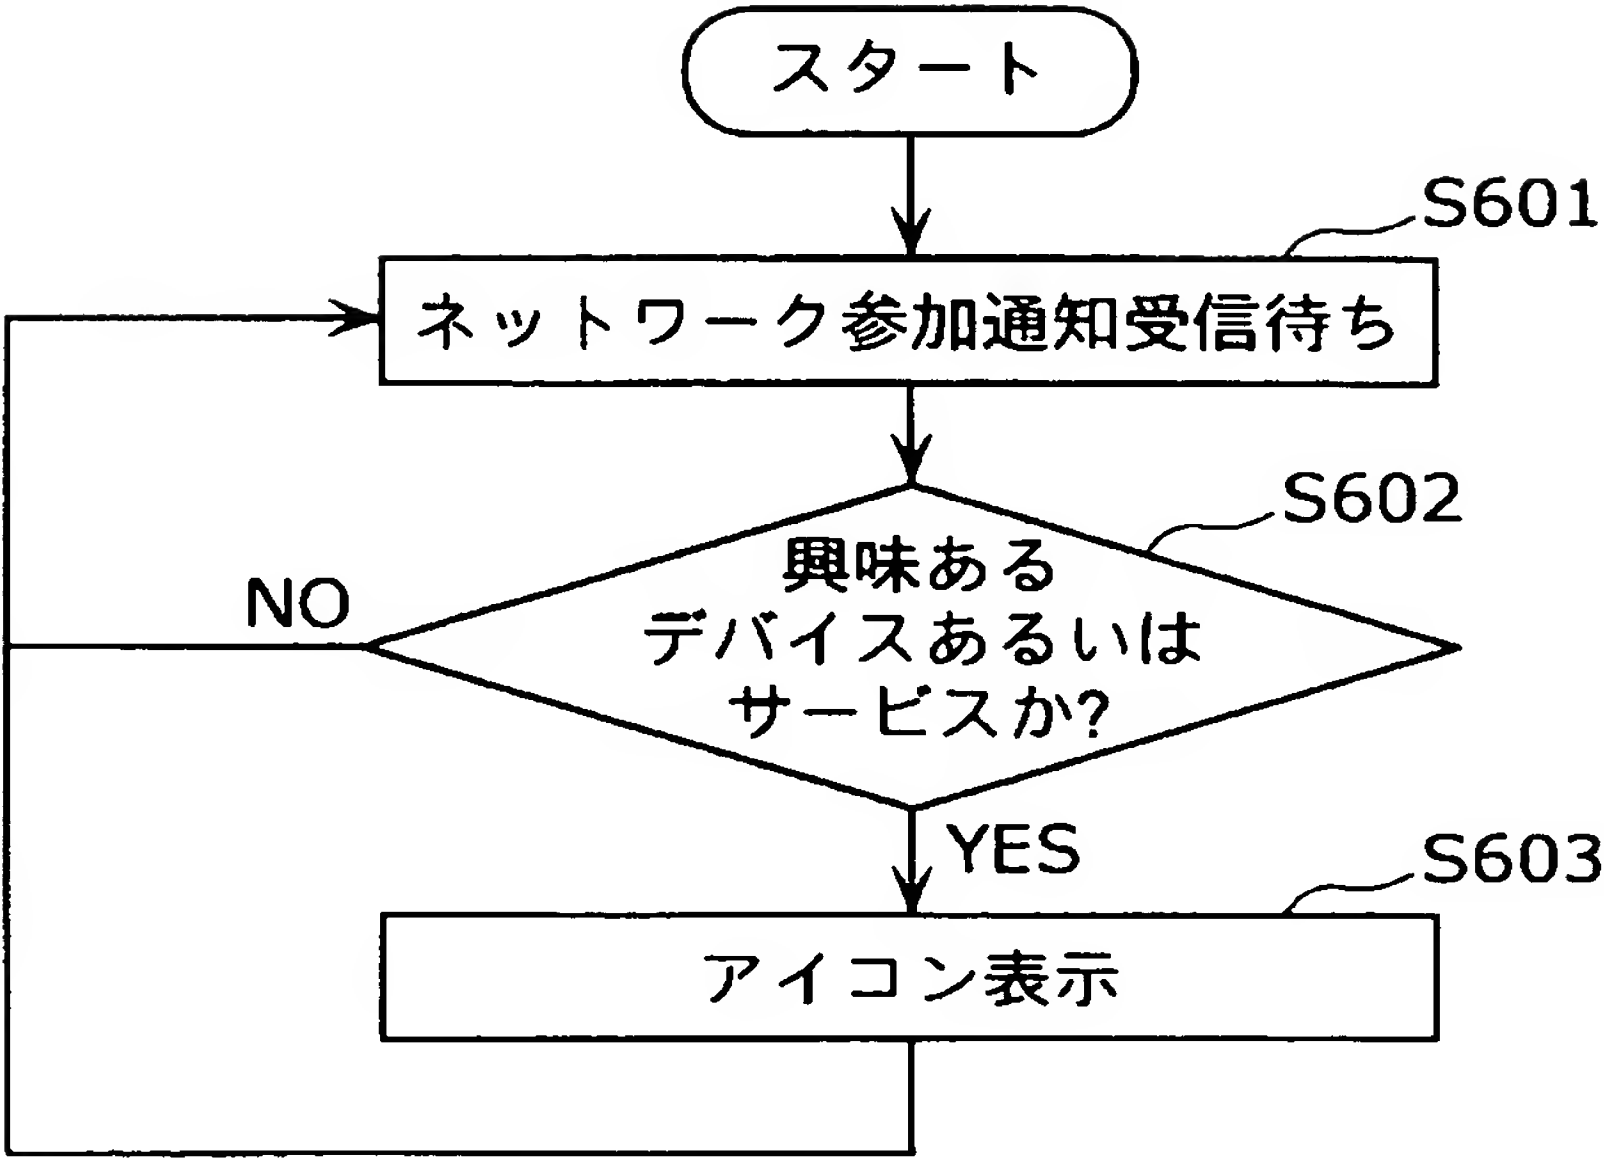 スタート
S601
ネットワーク参加通知受信待ち
S602
興味ある
デバイスあるいは
サービスか?
NO
YES
S603
アイコン表示